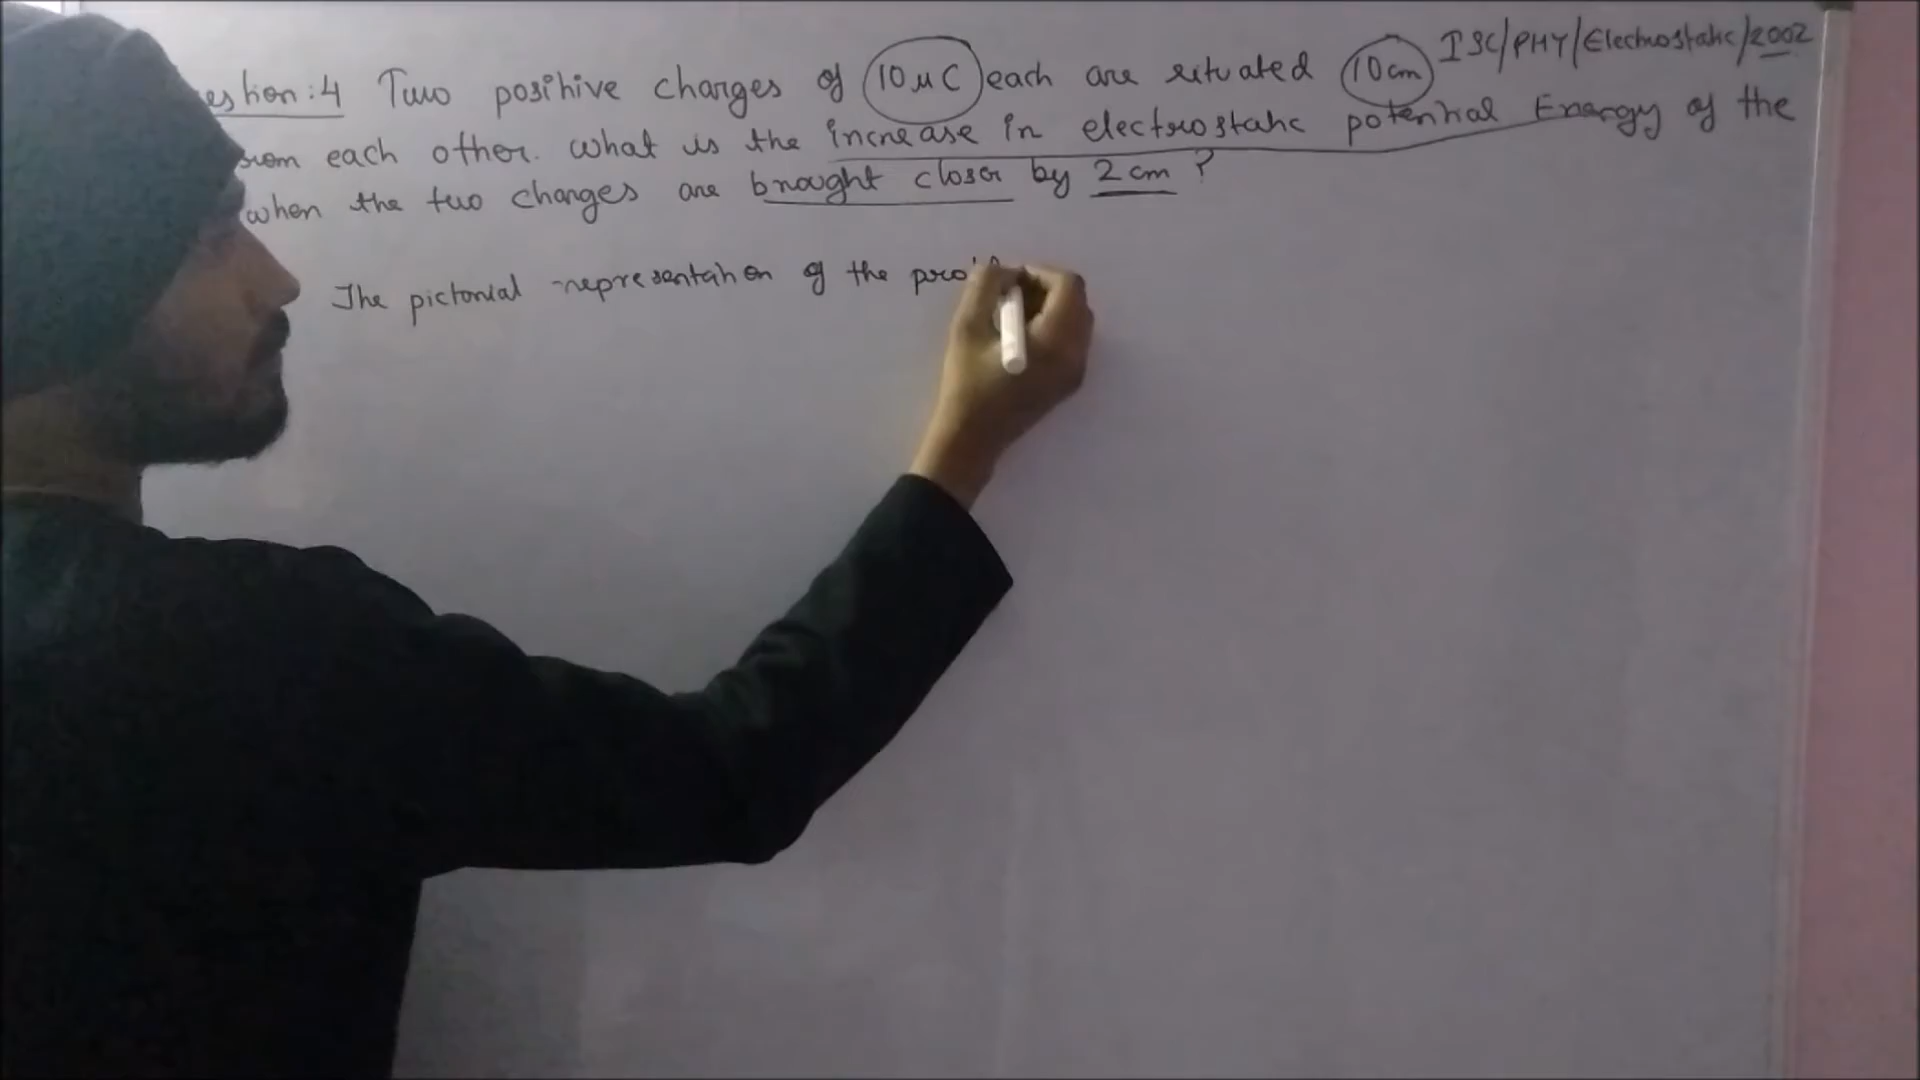 ISC/PHY/Electrostatic/2002
estion:4 Two positive charges of 10 μC each are situated 10cm
rom each other. What is the increase in electrostatic potential Energy of the
when the two charges are brought closer by 2 cm ?
The pictorial representation of the pro